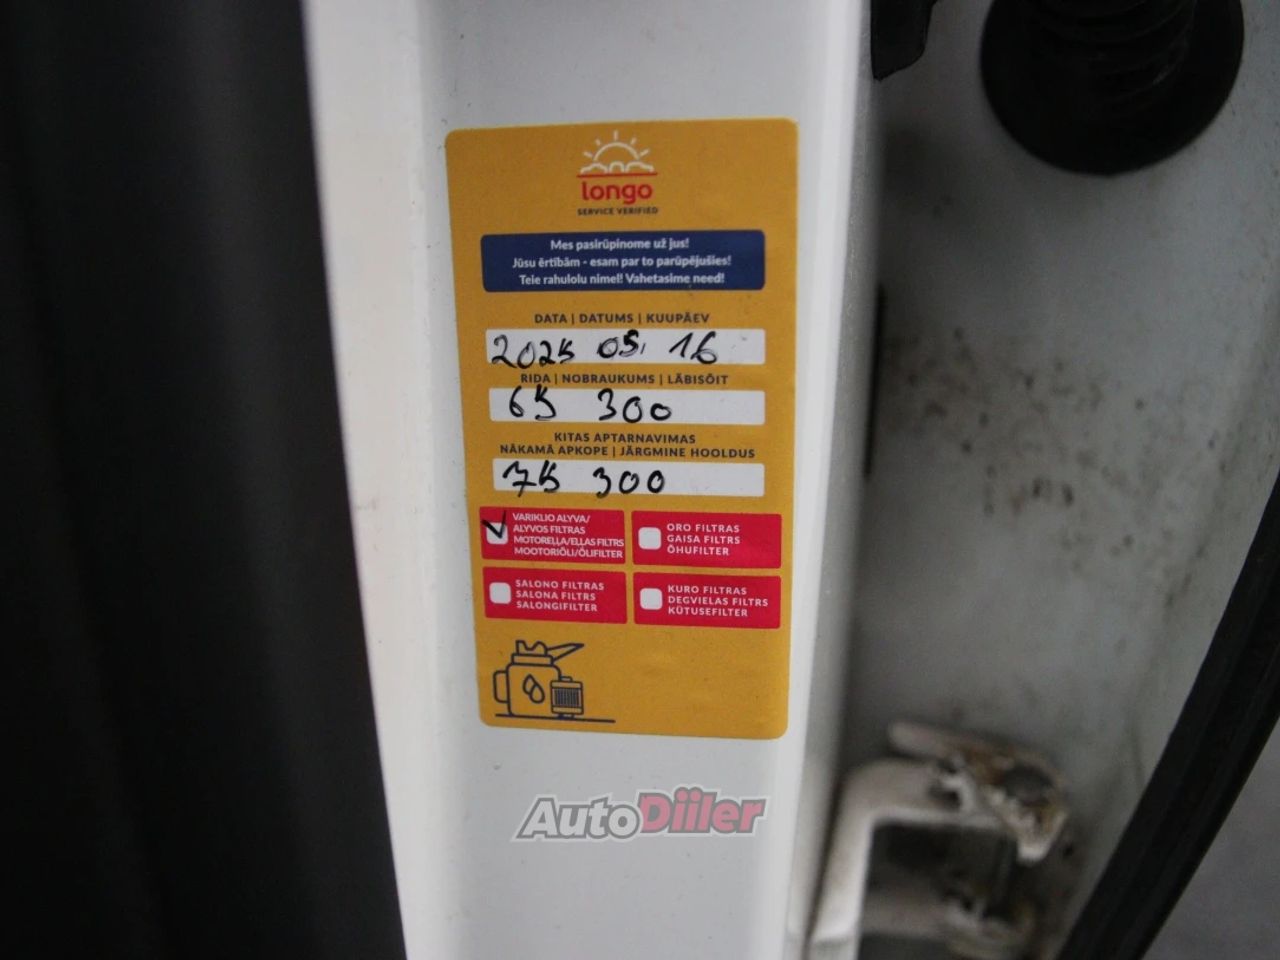 longo
SERVICE VERIFIED
Mes pasirūpinome už jus!
Jūsu ērtībām - esam par to parūpējušies!
Teie rahulolu nimel! Vahetasime need!
DATA | DATUMS | KUUPÄEV
2025 05. 16
RIDA | NOBRAUKUMS | LÄBISÕIT
65 300
KITAS APTARNAVIMAS
NĀKAMĀ APKOPE | JÄRGMINE HOOLDUS
75 300
VARIKLIO ALYVA/
ALYVOS FILTRAS
MOTOREĻĻA/EĻĻAS FILTRS
MOOTORIÕLI/ÕLIFILTER
ORO FILTRAS
GAISA FILTRS
ÕHUFILTER
SALONO FILTRAS
SALONA FILTRS
SALONGIFILTER
KURO FILTRAS
DEGVIELAS FILTRS
KÜTUSEFILTER
AutoDiiler